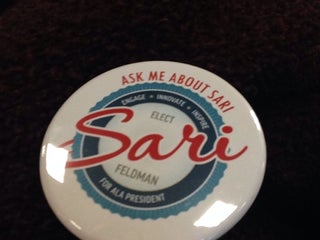 ASK ME ABOUT SARI
ENGAGE • INNOVATE • INSPIRE
ELECT
Sari
FELDMAN
FOR ALA PRESIDENT